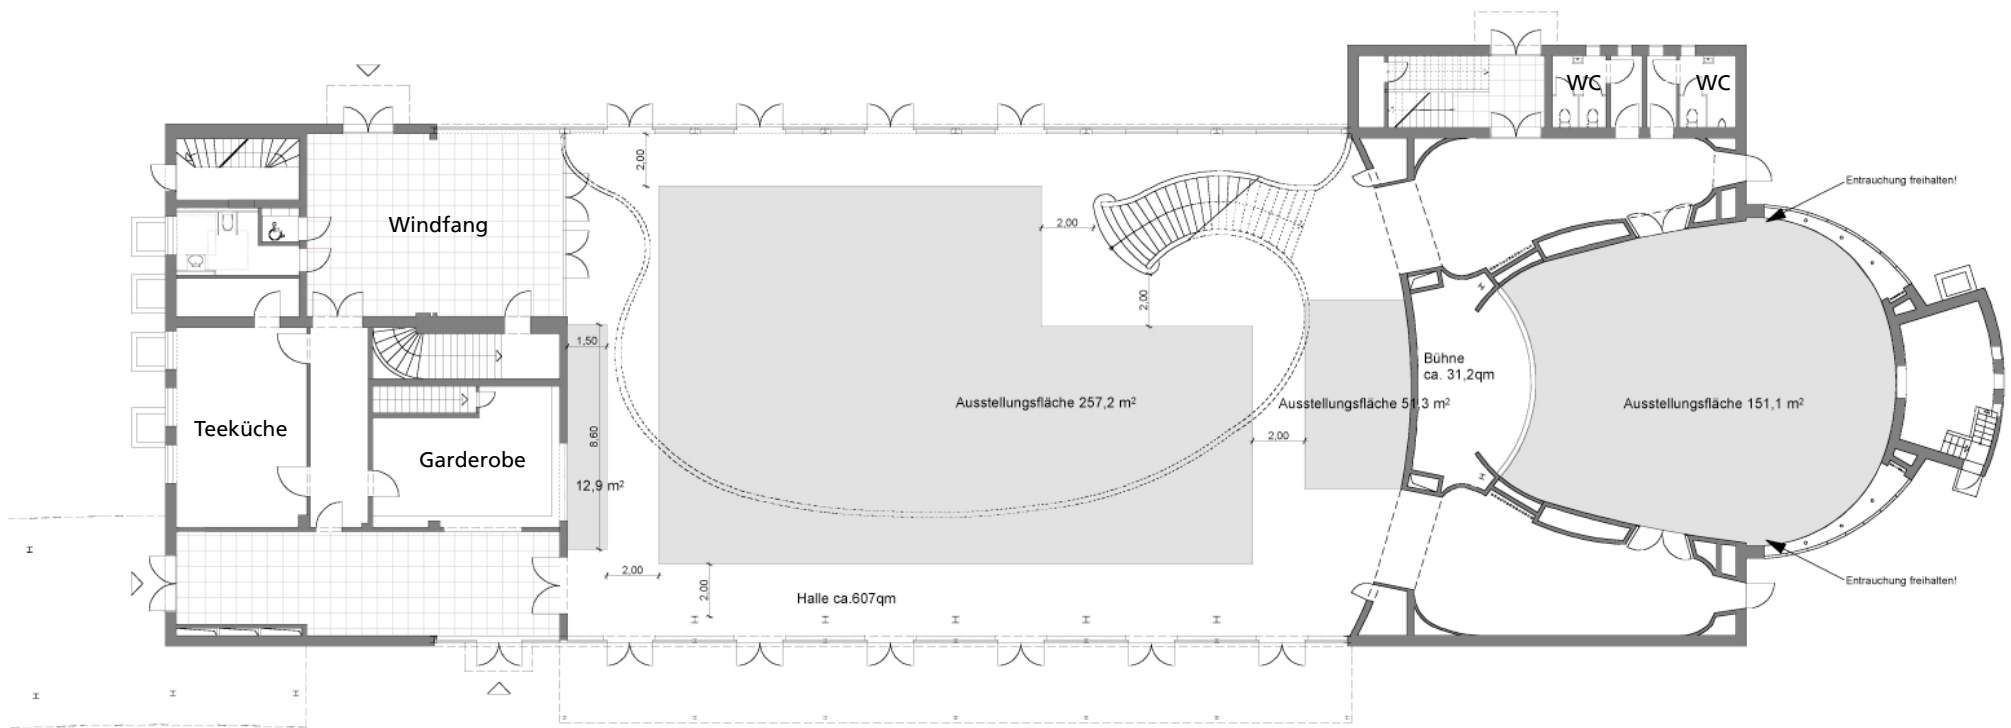 WC
WC
Entrauchung freihalten!
2,00
Windfang
2,00
2,00
1,50
Bühne
ca. 31,2qm
Ausstellungsfläche 257,2 m²
Ausstellungsfläche 51,3 m²
Ausstellungsfläche 151,1 m²
Teeküche
8,60
2,00
Garderobe
12,9 m²
2,00
2,00
Halle ca.607qm
Entrauchung freihalten!